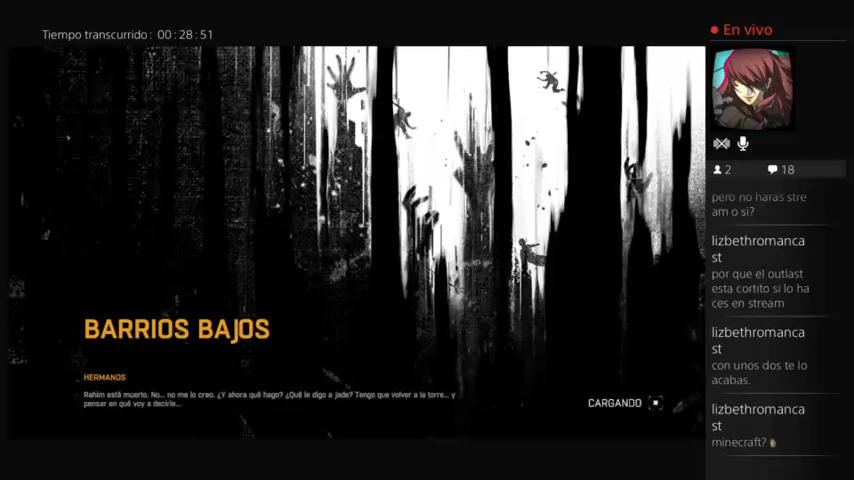 Tiempo transcurrido: 00:28:51
En vivo
2 18
pero no haras stre
am o si?
lizbethromanca
st
por que el outlast
esta cortito si lo ha
ces en stream
lizbethromanca
st
con unos dos te lo
acabas.
lizbethromanca
st
minecraft?
BARRIOS BAJOS
HERMANOS
Rahim está muerto. No... no me lo creo. ¿Y ahora qué hago? ¿Qué le digo a jade? Tengo que volver a la torre... y
pensar en qué voy a decirle...
CARGANDO